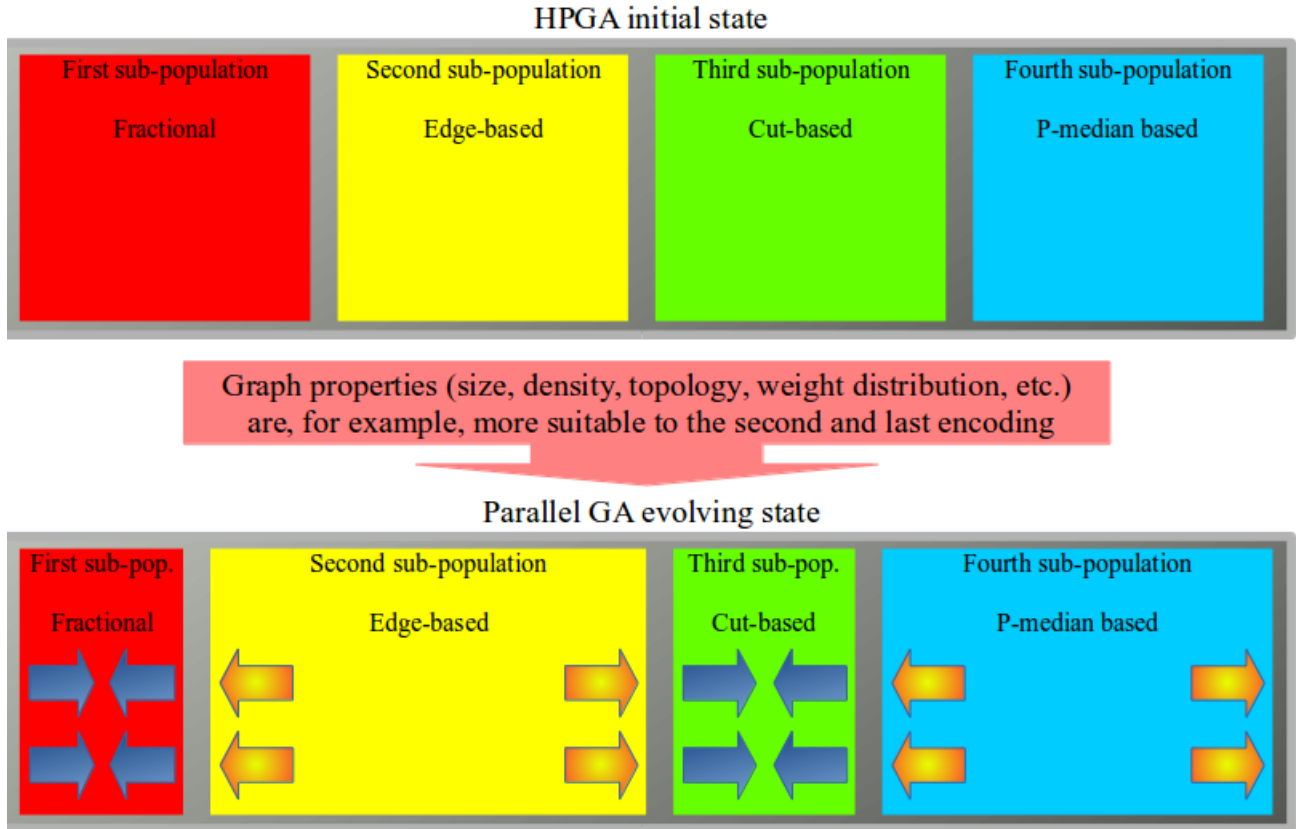 HPGA initial state
First sub-population
Fractional
Second sub-population
Edge-based
Third sub-population
Cut-based
Fourth sub-population
P-median based
Graph properties (size, density, topology, weight distribution, etc.)
are, for example, more suitable to the second and last encoding
Parallel GA evolving state
First sub-pop.
Fractional
Second sub-population
Edge-based
Third sub-pop.
Cut-based
Fourth sub-population
P-median based